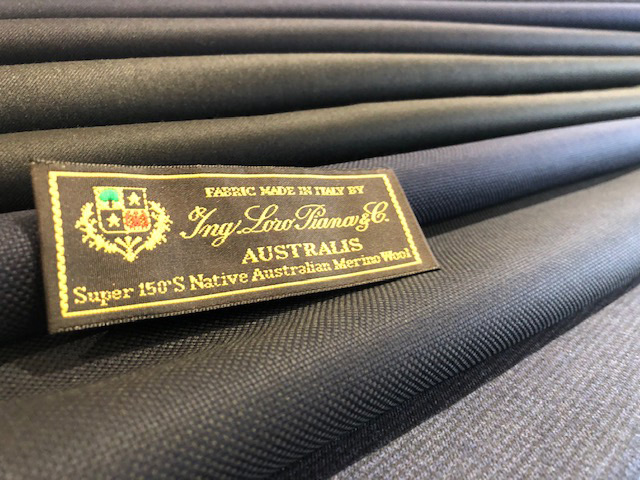 FABRIC MADE IN ITALY BY
Ing. Loro Piana & C.
AUSTRALIS
Super 150'S Native Australian Merino Wool